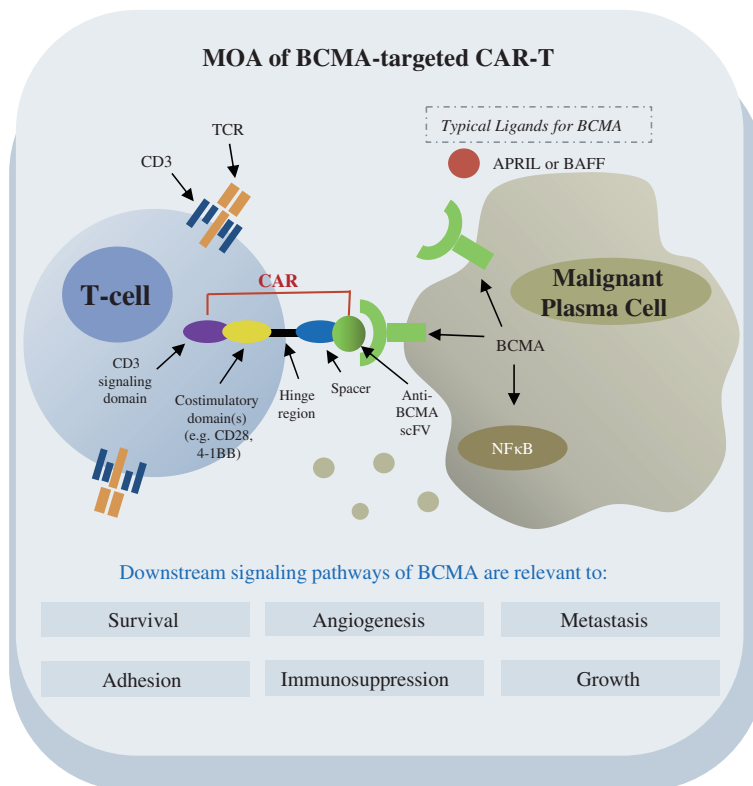 MOA of BCMA-targeted CAR-T
Typical Ligands for BCMA
TCR
CD3
APRIL or BAFF
CAR
T-cell
Malignant
Plasma Cell
BCMA
CD3
signaling
domain
Costimulatory
domain(s)
(e.g. CD28,
4-1BB)
Hinge
region
Spacer
Anti-
BCMA
scFV
NFκB
Downstream signaling pathways of BCMA are relevant to:
Survival
Angiogenesis
Metastasis
Adhesion
Immunosuppression
Growth